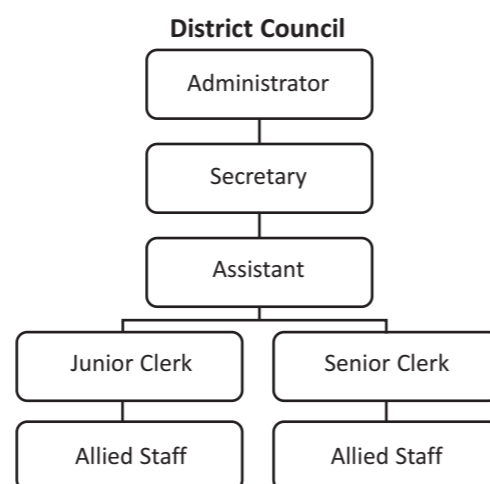 District Council
Administrator
Secretary
Assistant
Junior Clerk
Senior Clerk
Allied Staff
Allied Staff